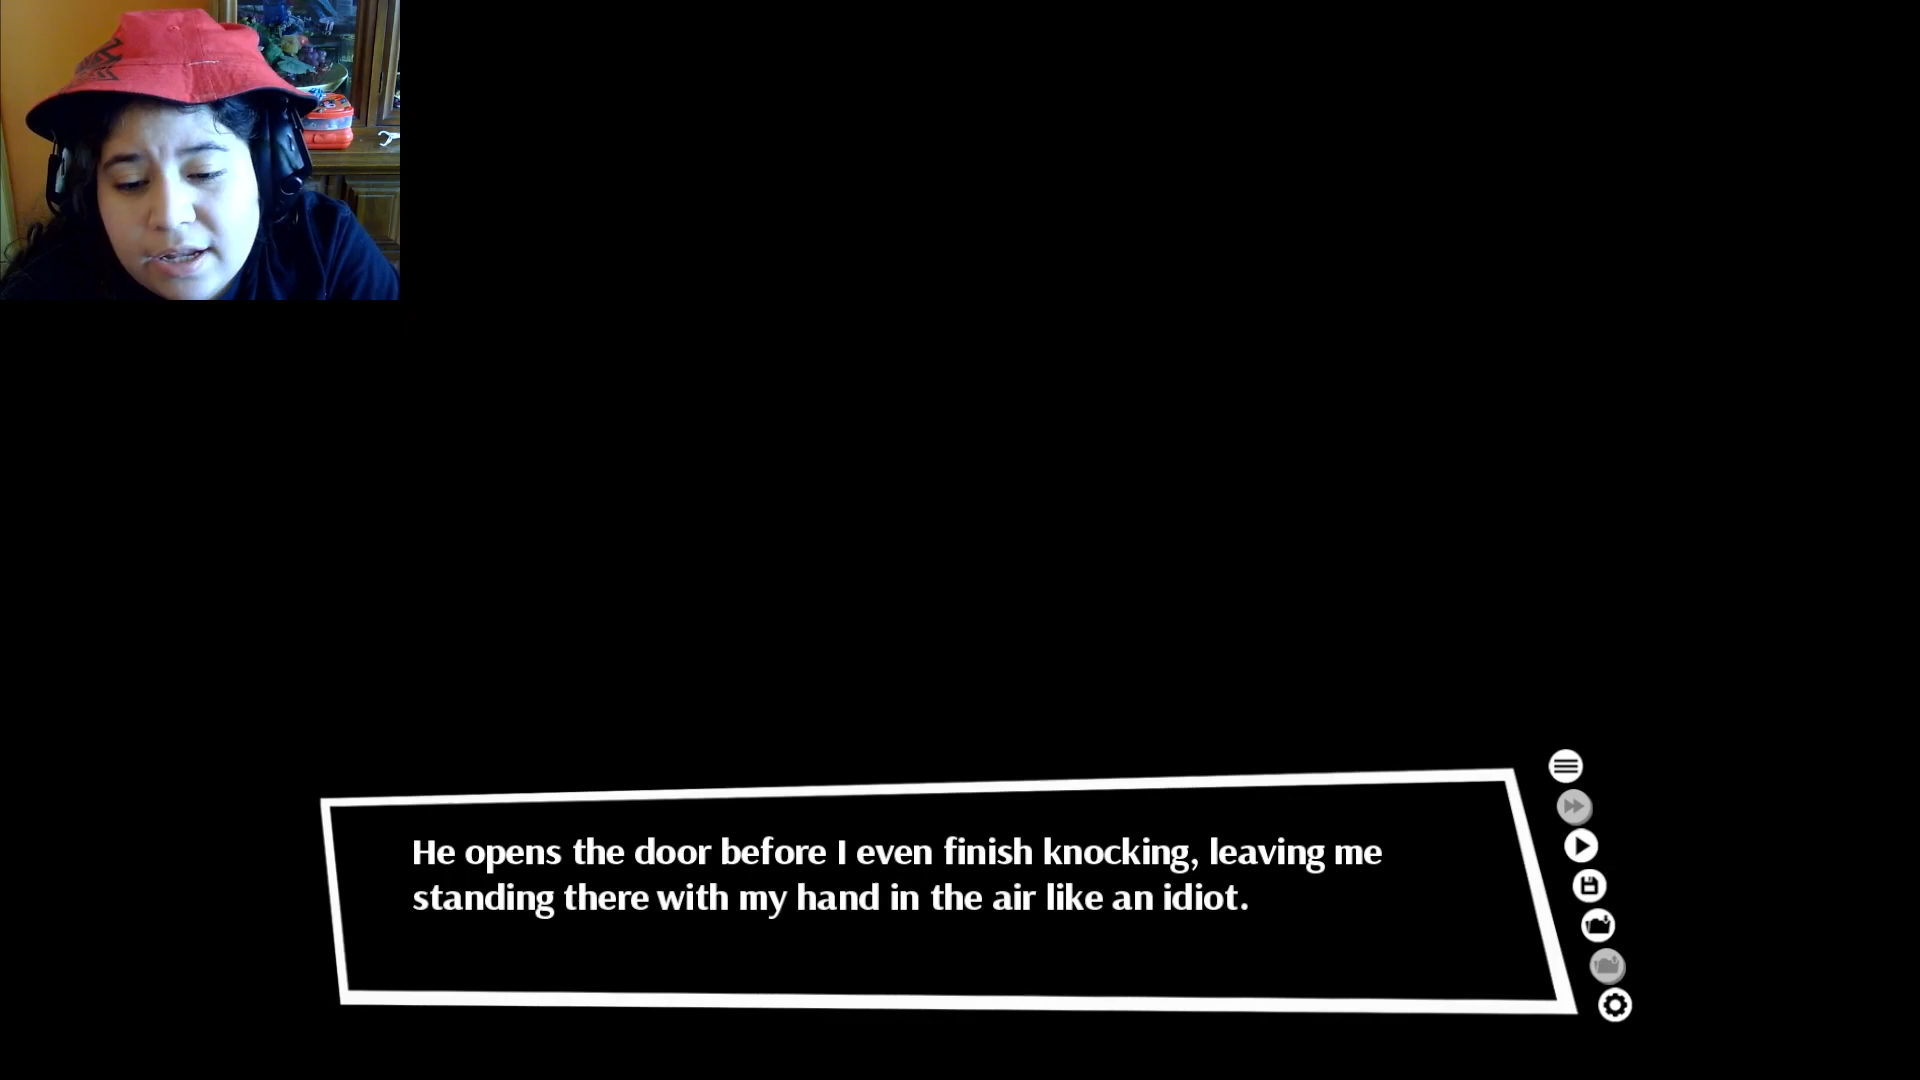 He opens the door before I even finish knocking, leaving me
standing there with my hand in the air like an idiot.